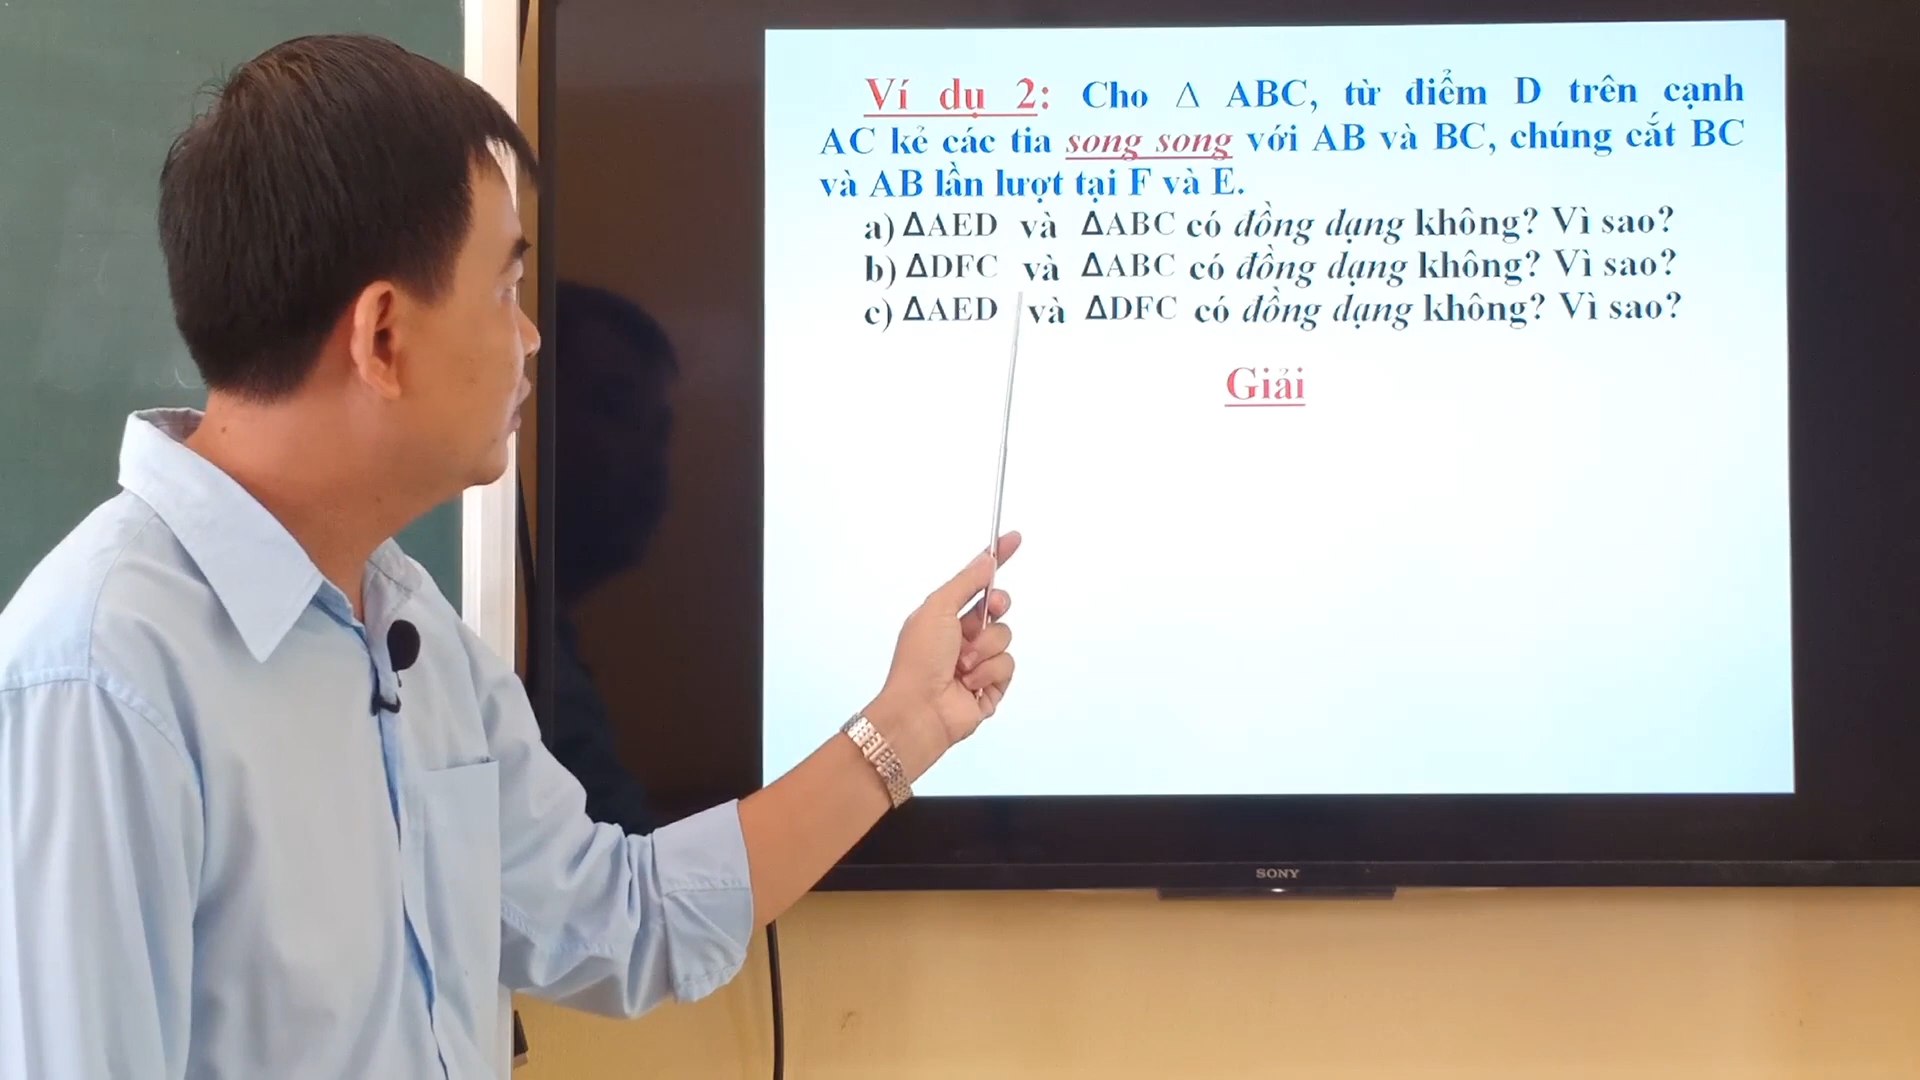 Ví dụ 2: Cho Δ ABC, từ điểm D trên cạnh
AC kẻ các tia song song với AB và BC, chúng cắt BC
và AB lần lượt tại F và E.
a) ΔAED và ΔABC có đồng dạng không? Vì sao?
b) ΔDFC và ΔABC có đồng dạng không? Vì sao?
c) ΔAED và ΔDFC có đồng dạng không? Vì sao?
Giải
SONY